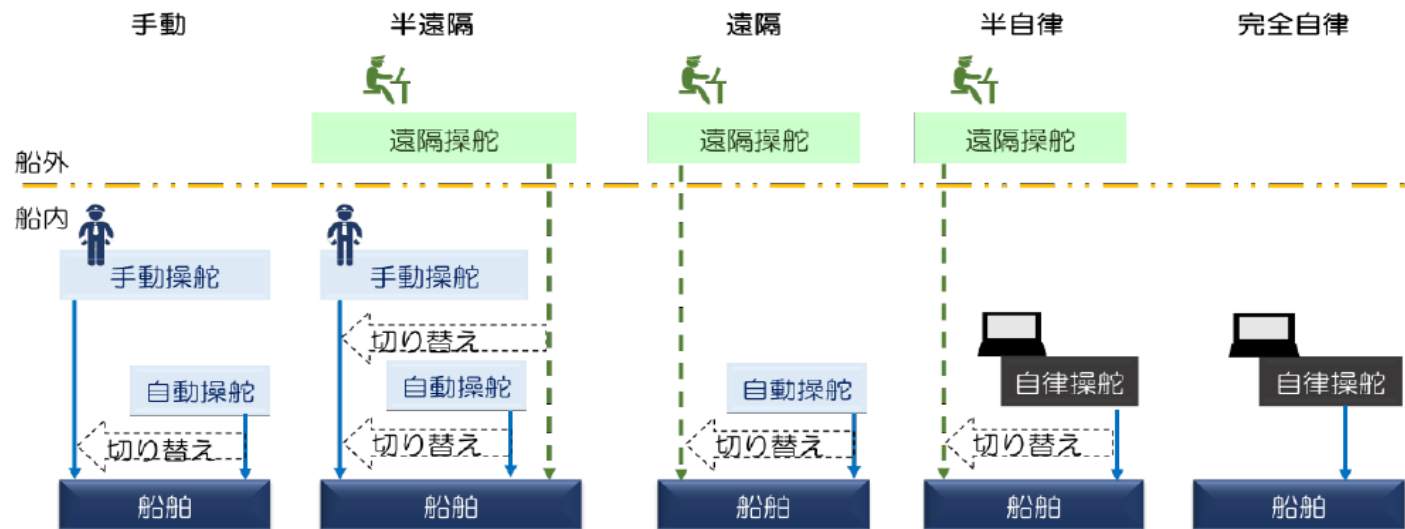 手動
半遠隔
遠隔
半自律
完全自律
遠隔操舵
遠隔操舵
遠隔操舵
船外
船内
手動操舵
手動操舵
切り替え
自動操舵
自動操舵
自動操舵
自律操舵
自律操舵
切り替え
切り替え
切り替え
切り替え
船舶
船舶
船舶
船舶
船舶